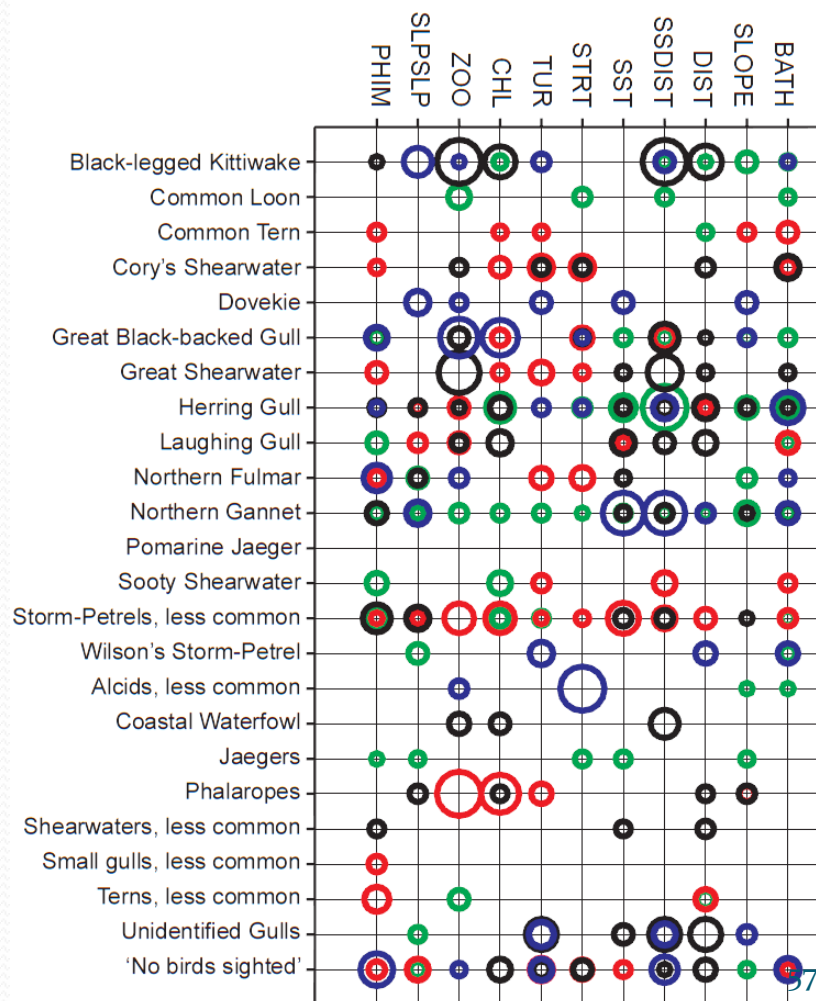 PHIM
SLPSLP
ZOO
CHL
TUR
STRT
SST
SSDIST
DIST
SLOPE
BATH
Black-legged Kittiwake
Common Loon
Common Tern
Cory's Shearwater
Dovekie
Great Black-backed Gull
Great Shearwater
Herring Gull
Laughing Gull
Northern Fulmar
Northern Gannet
Pomarine Jaeger
Sooty Shearwater
Storm-Petrels, less common
Wilson's Storm-Petrel
Alcids, less common
Coastal Waterfowl
Jaegers
Phalaropes
Shearwaters, less common
Small gulls, less common
Terns, less common
Unidentified Gulls
‘No birds sighted’
37